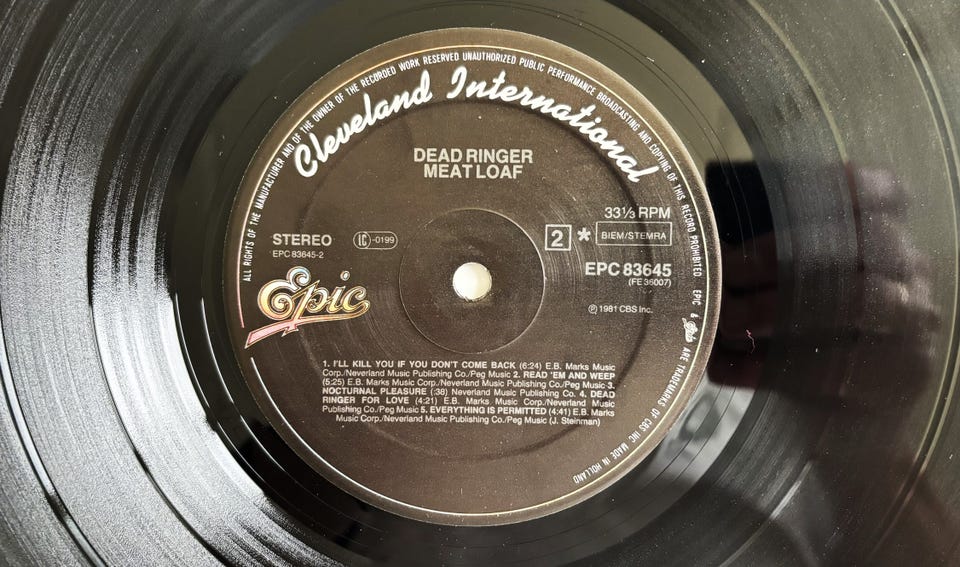 ALL RIGHTS OF THE MANUFACTURER AND OF THE OWNER OF THE RECORDED WORK RESERVED UNAUTHORIZED PUBLIC PERFORMANCE BROADCASTING AND COPYING OF THIS RECORD PROHIBITED EPC & Epic ARE TRADEMARKS OF CBS INC MADE IN HOLLAND
Cleveland International
DEAD RINGER
MEAT LOAF
33⅓ RPM
STEREO
iC -0199
2 *
BIEM/STEMRA
EPC 83645-2
EPC 83645
(FE 36007)
Epic
℗ 1981 CBS Inc.
1. I'LL KILL YOU IF YOU DON'T COME BACK (6:24) E.B. Marks Music
Corp./Neverland Music Publishing Co./Peg Music 2. READ 'EM AND WEEP
(5:25) E.B. Marks Music Corp./Neverland Music Publishing Co/Peg Music 3.
NOCTURNAL PLEASURE (:38) Neverland Music Publishing Co. 4. DEAD
RINGER FOR LOVE (4:21) E.B. Marks Music Corp./Neverland Music
Publishing Co./Peg Music 5. EVERYTHING IS PERMITTED (4:41) E.B. Marks
Music Corp./Neverland Music Publishing Co/Peg Music (J. Steinman)